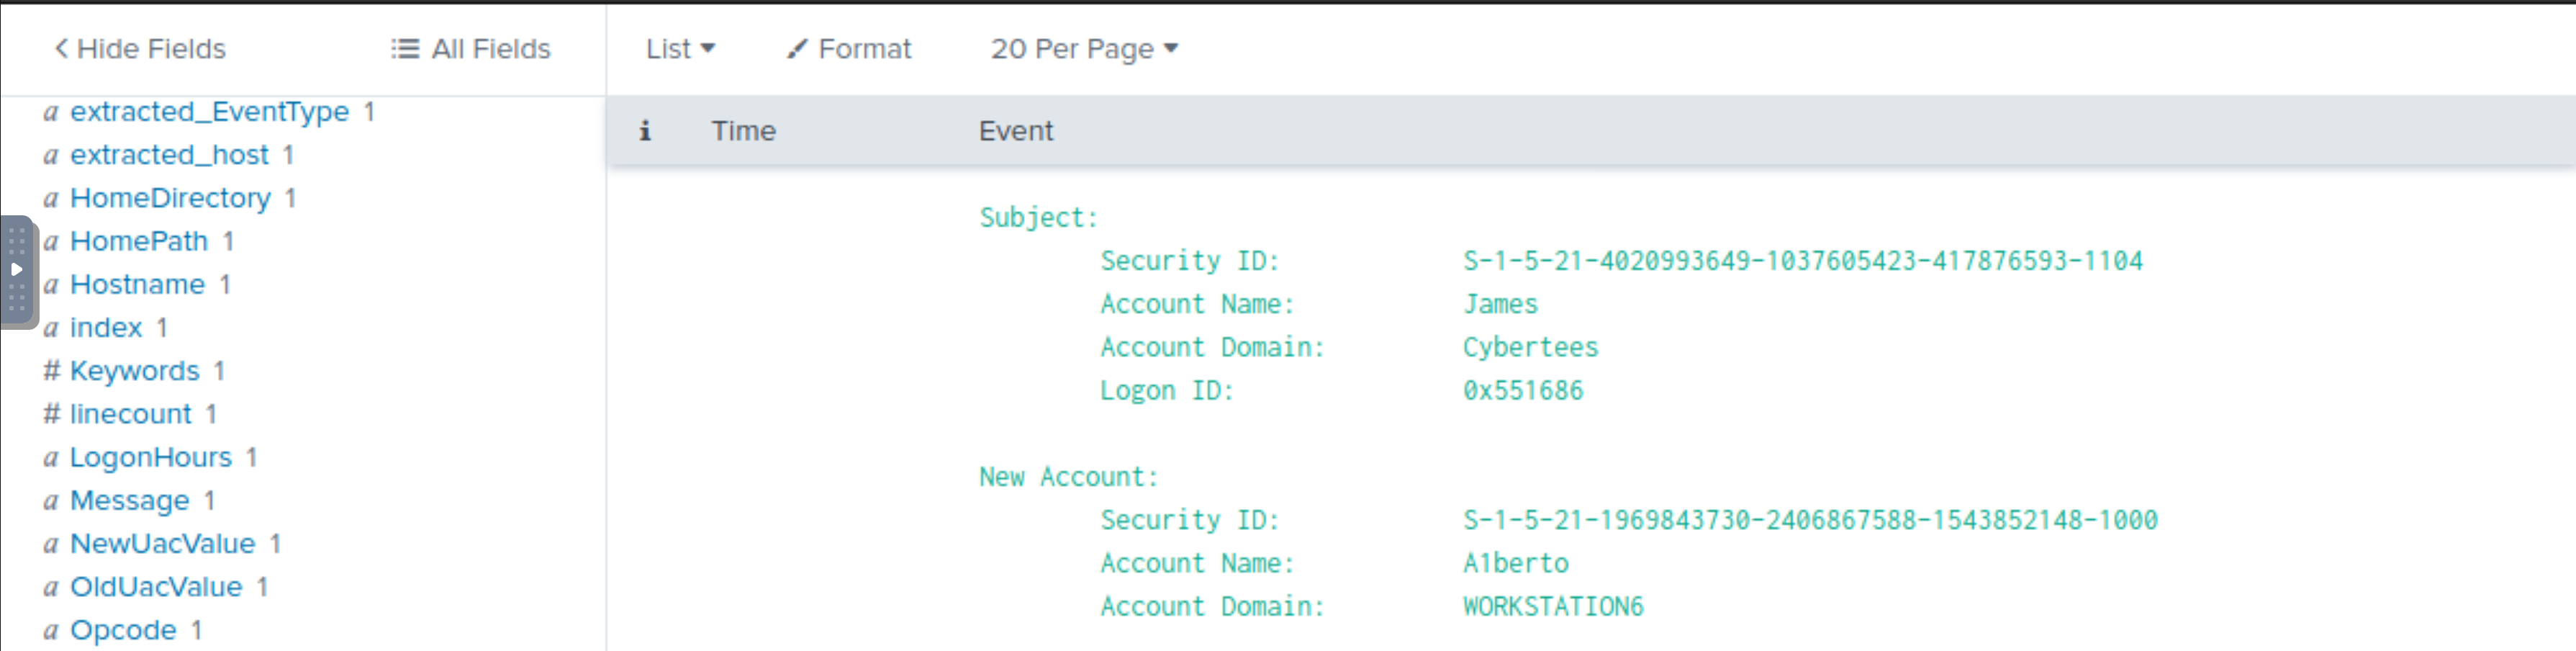 Hide Fields All Fields
a extracted_EventType 1
a extracted_host 1
a HomeDirectory 1
a HomePath 1
a Hostname 1
a index 1
# Keywords 1
# linecount 1
a LogonHours 1
a Message 1
a NewUacValue 1
a OldUacValue 1
a Opcode 1
List Format 20 Per Page
i Time Event
Subject:
Security ID: S-1-5-21-4020993649-1037605423-417876593-1104
Account Name: James
Account Domain: Cybertees
Logon ID: 0x551686
New Account:
Security ID: S-1-5-21-1969843730-2406867588-1543852148-1000
Account Name: A1berto
Account Domain: WORKSTATION6